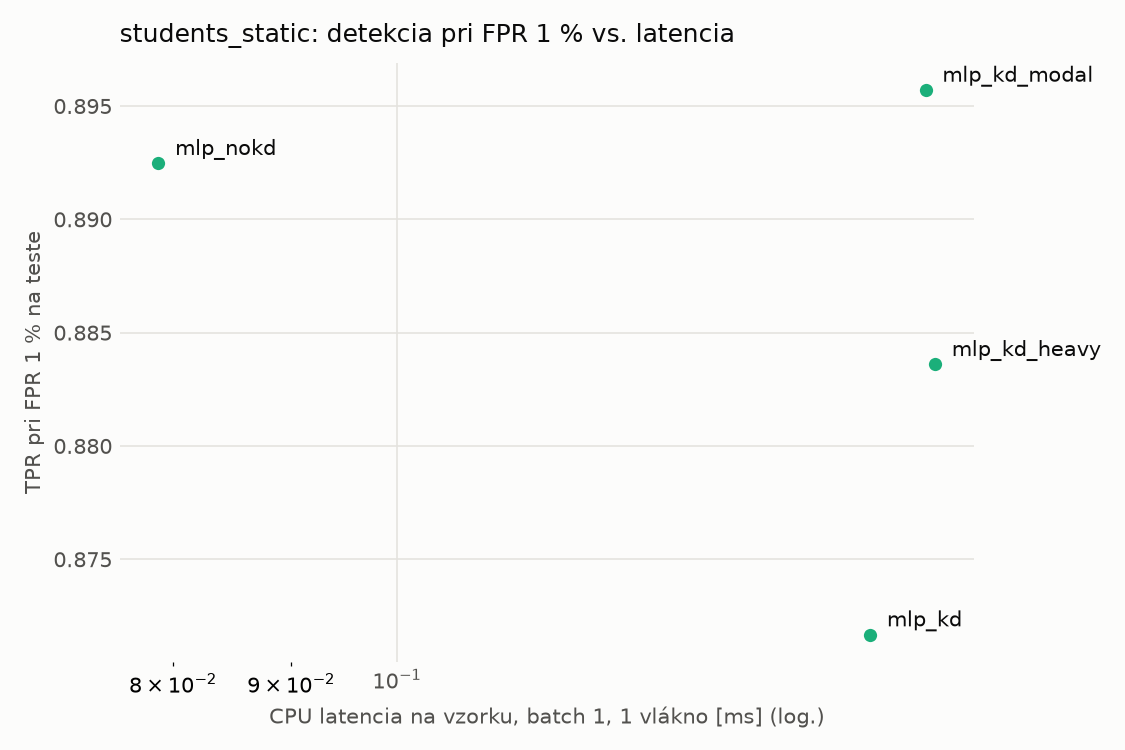 students_static: detekcia pri FPR 1 % vs. latencia
mlp_kd_modal
0.895
mlp_nokd
0.890
0.885
mlp_kd_heavy
0.880
0.875
mlp_kd
TPR pri FPR 1 % na teste
8 × 10⁻² 9 × 10⁻² 10⁻¹
CPU latencia na vzorku, batch 1, 1 vlákno [ms] (log.)